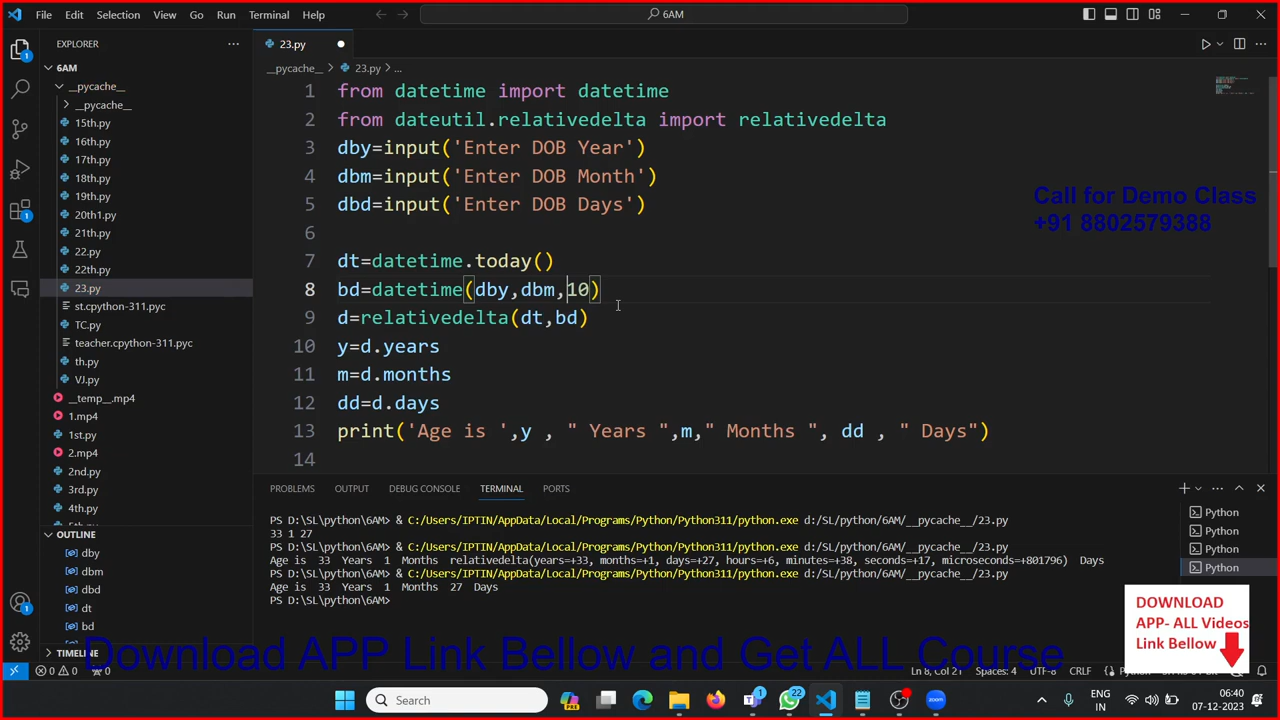 File Edit Selection View Go Run Terminal Help
6AM
EXPLORER
23.py
6AM
__pycache__ > 23.py > ...
__pycache__
__pycache__
15th.py
16th.py
17th.py
18th.py
19th.py
20th1.py
21th.py
22.py
22th.py
23.py
st.cpython-311.pyc
TC.py
teacher.cpython-311.pyc
th.py
VJ.py
__temp__.mp4
1.mp4
1st.py
2.mp4
2nd.py
3rd.py
4th.py
OUTLINE
dby
dbm
dbd
dt
bd
TIMELINE
1 from datetime import datetime
2 from dateutil.relativedelta import relativedelta
3 dby=input('Enter DOB Year')
4 dbm=input('Enter DOB Month')
5 dbd=input('Enter DOB Days')
6
7 dt=datetime.today()
8 bd=datetime(dby,dbm,10)
9 d=relativedelta(dt,bd)
10 y=d.years
11 m=d.months
12 dd=d.days
13 print('Age is ',y , " Years ",m," Months ", dd , " Days")
14
Call for Demo Class
+91 8802579388
PROBLEMS OUTPUT DEBUG CONSOLE TERMINAL PORTS
PS D:\SL\python\6AM> & C:/Users/IPTIN/AppData/Local/Programs/Python/Python311/python.exe d:/SL/python/6AM/__pycache__/23.py
33 1 27
PS D:\SL\python\6AM> & C:/Users/IPTIN/AppData/Local/Programs/Python/Python311/python.exe d:/SL/python/6AM/__pycache__/23.py
Age is 33 Years 1 Months relativedelta(years=+33, months=+1, days=+27, hours=+6, minutes=+38, seconds=+17, microseconds=+801796) Days
PS D:\SL\python\6AM> & C:/Users/IPTIN/AppData/Local/Programs/Python/Python311/python.exe d:/SL/python/6AM/__pycache__/23.py
Age is 33 Years 1 Months 27 Days
PS D:\SL\python\6AM>
Python
Python
Python
Python
DOWNLOAD
APP- ALL Videos
Link Bellow
Download APP Link Bellow and Get ALL Course
0 0 0 Ln 8, Col 21 Spaces: 4 UTF-8 CRLF
Search
22
ENG
IN
06:40
07-12-2023